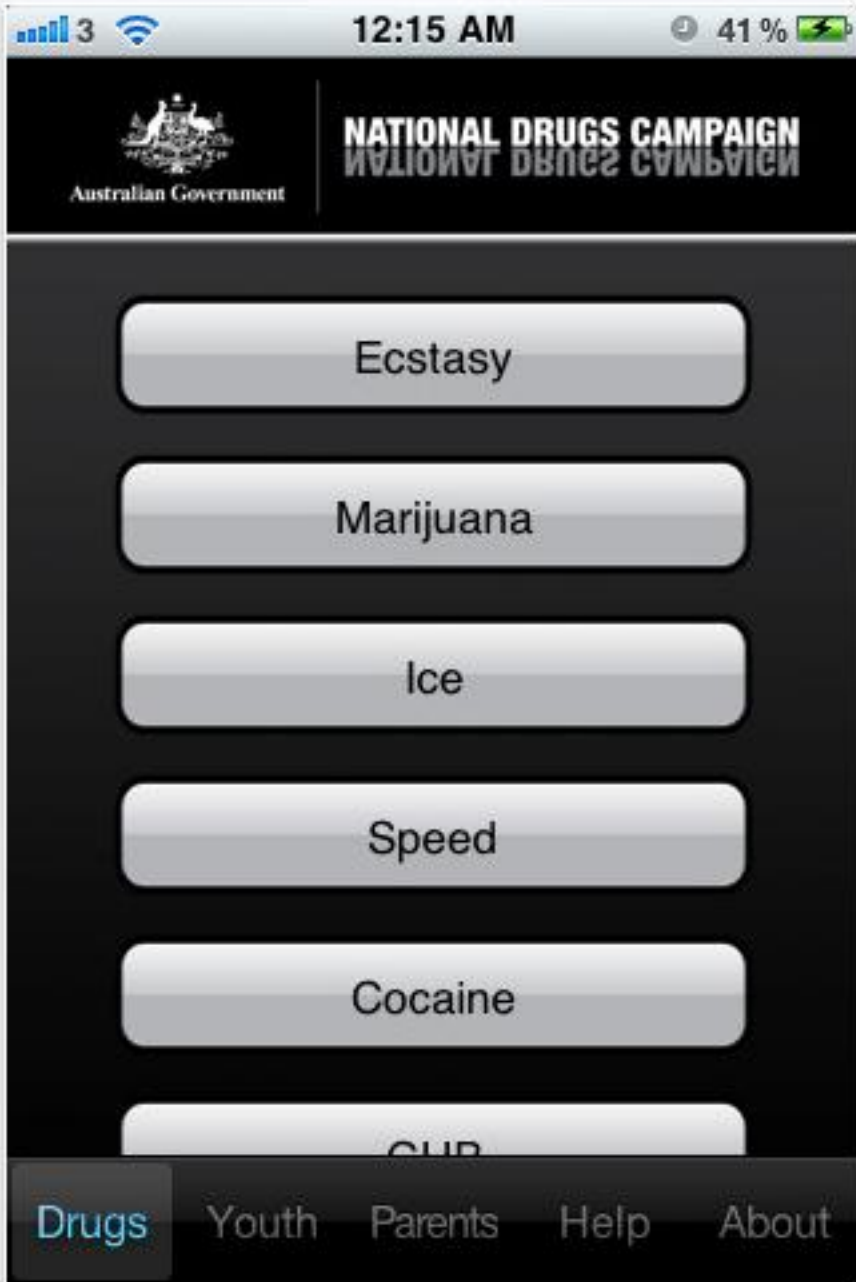 3 12:15 AM 41%
Australian Government
NATIONAL DRUGS CAMPAIGN
Ecstasy
Marijuana
Ice
Speed
Cocaine
GHB
Drugs Youth Parents Help About